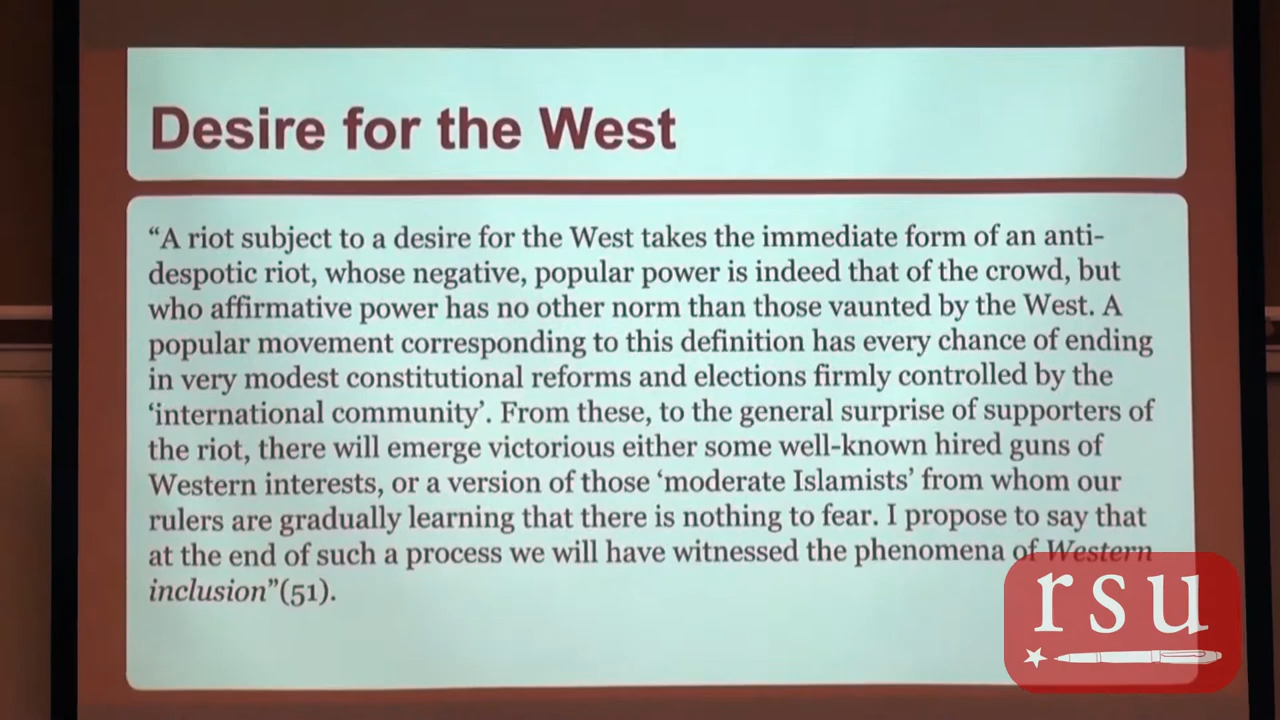 Desire for the West
“A riot subject to a desire for the West takes the immediate form of an anti-
despotic riot, whose negative, popular power is indeed that of the crowd, but
who affirmative power has no other norm than those vaunted by the West. A
popular movement corresponding to this definition has every chance of ending
in very modest constitutional reforms and elections firmly controlled by the
‘international community’. From these, to the general surprise of supporters of
the riot, there will emerge victorious either some well-known hired guns of
Western interests, or a version of those ‘moderate Islamists’ from whom our
rulers are gradually learning that there is nothing to fear. I propose to say that
at the end of such a process we will have witnessed the phenomena of Western
inclusion”(51).
rsu